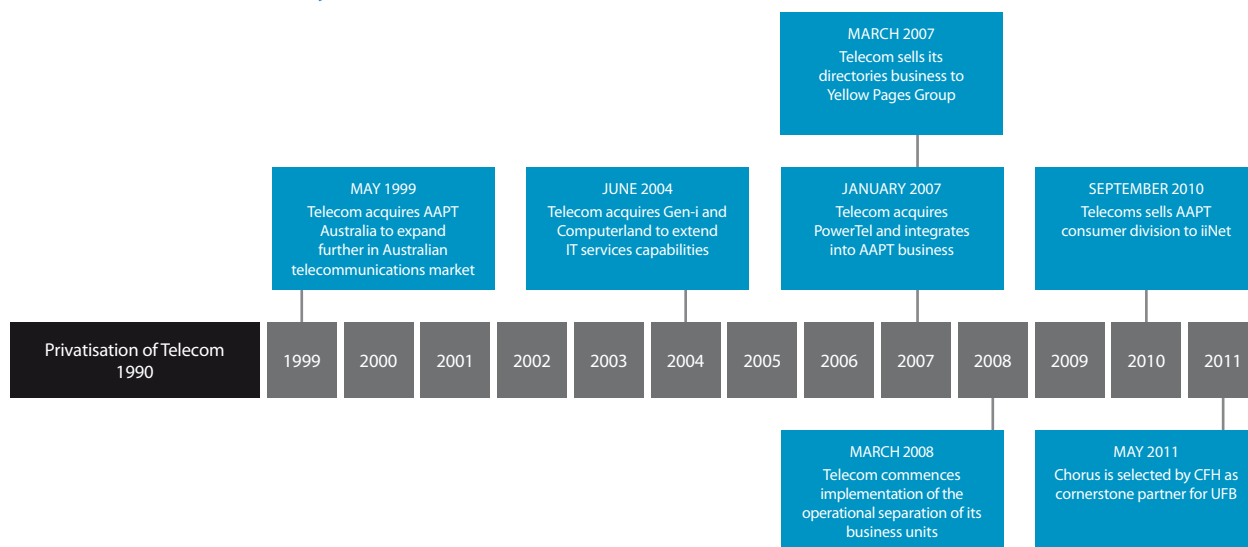 MARCH 2007
Telecom sells its
directories business to
Yellow Pages Group
MAY 1999
Telecom acquires AAPT
Australia to expand
further in Australian
telecommunications market
JUNE 2004
Telecom acquires Gen-i and
Computerland to extend
IT services capabilities
JANUARY 2007
Telecom acquires
PowerTel and integrates
into AAPT business
SEPTEMBER 2010
Telecoms sells AAPT
consumer division to iiNet
Privatisation of Telecom
1990
1999
2000
2001
2002
2003
2004
2005
2006
2007
2008
2009
2010
2011
MARCH 2008
Telecom commences
implementation of the
operational separation of its
business units
MAY 2011
Chorus is selected by CFH as
cornerstone partner for UFB